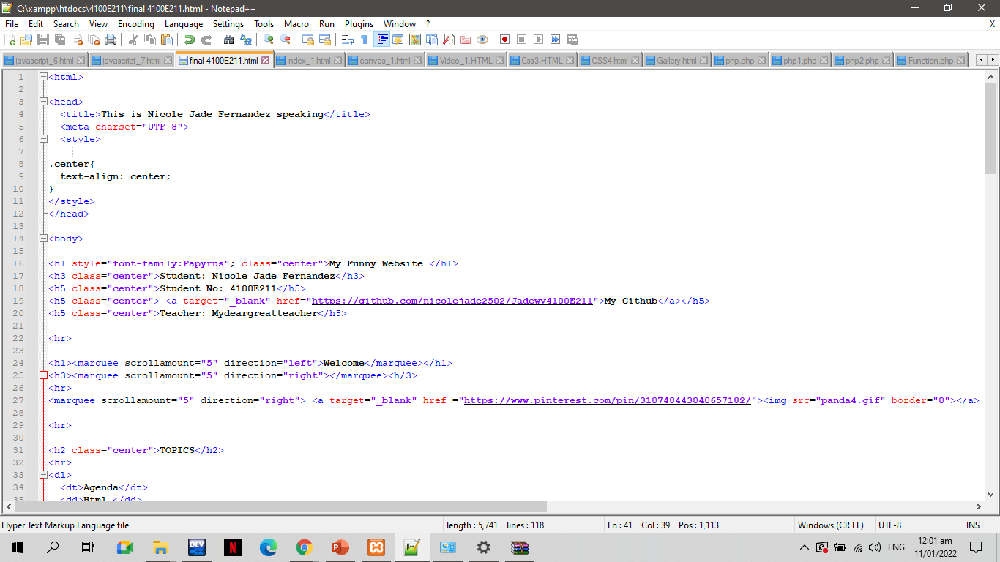 C:\xampp\htdocs\4100E211\final 4100E211.html - Notepad++
File Edit Search View Encoding Language Settings Tools Macro Run Plugins Window ? X
javascript_6.html javascript_7.html final 4100E211.html index_1.html canvas_1.html Video_1.HTML Css3.HTML CSS4.html Gallery.html php.php php1.php php2.php Function.php
1 <html>
2
3 <head>
4 <title>This is Nicole Jade Fernandez speaking</title>
5 <meta charset="UTF-8">
6 <style>
7
8 .center{
9 text-align: center;
10 }
11 </style>
12 </head>
13
14 <body>
15
16 <h1 style="font-family:Papyrus"; class="center">My Funny Website </h1>
17 <h3 class="center">Student: Nicole Jade Fernandez</h3>
18 <h5 class="center">Student No: 4100E211</h5>
19 <h5 class="center"> <a target="_blank" href="https://github.com/nicolejade2502/Jadewy4100E211">My Github</a></h5>
20 <h5 class="center">Teacher: Mydeargreatteacher</h5>
21
22 <hr>
23
24 <h1><marquee scrollamount="5" direction="left">Welcome</marquee></h1>
25 <h3><marquee scrollamount="5" direction="right"></marquee><h/3>
26 <hr>
27 <marquee scrollamount="5" direction="right"> <a target="_blank" href ="https://www.pinterest.com/pin/310748443040657182/"><img src="panda4.gif" border="0"></a>
28
29 <hr>
30
31 <h2 class="center">TOPICS</h2>
32 <hr>
33 <dl>
34 <dt>Agenda</dt>
35 <dd>Html </dd>
Hyper Text Markup Language file length : 5,741 lines : 118 Ln : 41 Col : 39 Pos : 1,113 Windows (CR LF) UTF-8 INS
DEV C++ N P ENG 12:01 am
11/01/2022